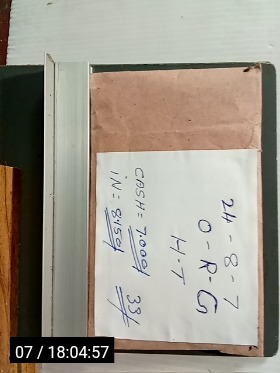 24 - 8 - 7
O - R - G
H - T
CASH = 7000/
iN = 8450/ 33/
07 / 18:04:57